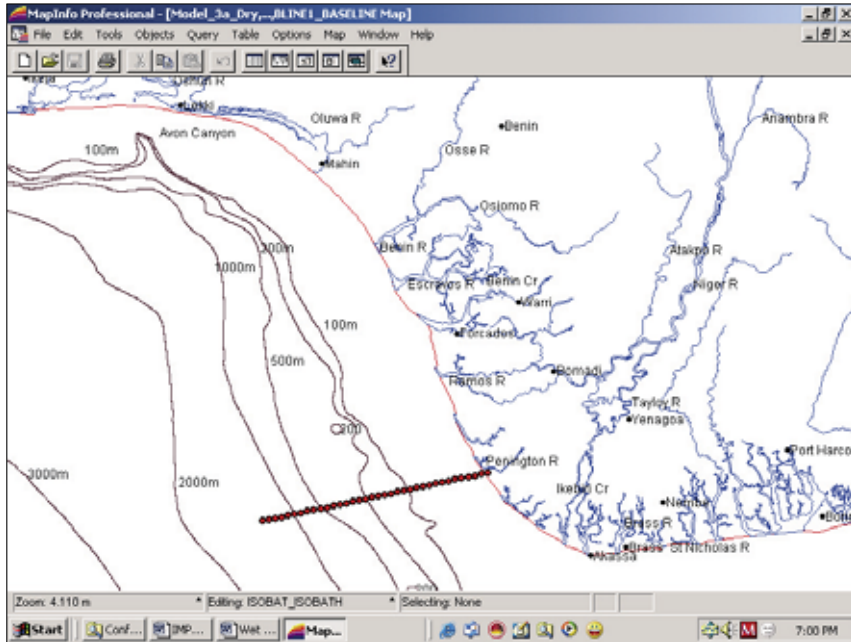 MapInfo Professional - [Model_3a_Dry,...,BLINE1_BASELINE Map]
File Edit Tools Objects Query Table Options Map Window Help
Lekki
Oluwa R
Benin
Anambra R
Avon Canyon
100m
Mahin
Osse R
Osiomo R
Benin R
200m
1000m
Atakpo R
Escravos R
Benin Cr
Niger R
Warri
100m
Forcados
500m
Ramos R
Bomadi
Taylor R
Yenagoa
200
Port Harco
3000m
2000m
Penington R
Ikebiri Cr
Nembe
Brass R
Akassa
Brass
St Nicholas R
Zoom: 4.110 m
Editing: ISOBAT_ISOBATH
Selecting: None
Start
Conf...
IMP...
Wet ...
Map...
M
7:00 PM